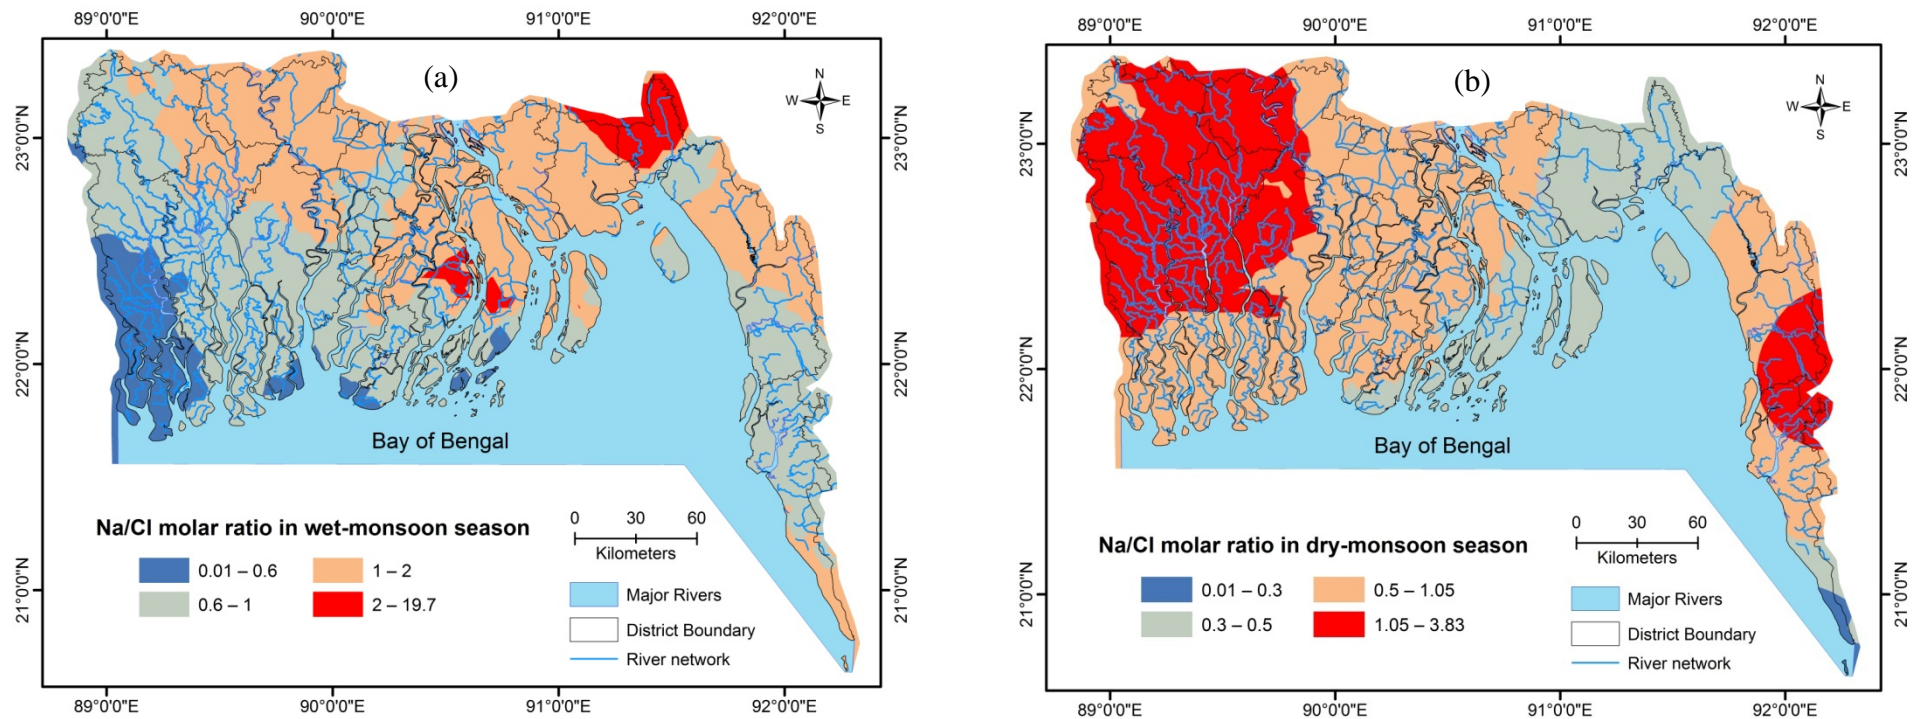 89°0'0"E 90°0'0"E 91°0'0"E 92°0'0"E
(a)
N
W E
S
23°0'0"N
23°0'0"N
22°0'0"N
22°0'0"N
Bay of Bengal
Na/Cl molar ratio in wet-monsoon season
0.01 – 0.6
1 – 2
0.6 – 1
2 – 19.7
0 30 60
Kilometers
Major Rivers
District Boundary
River network
21°0'0"N
21°0'0"N
89°0'0"E 90°0'0"E 91°0'0"E 92°0'0"E
89°0'0"E 90°0'0"E 91°0'0"E 92°0'0"E
(b)
N
W E
S
23°0'0"N
23°0'0"N
22°0'0"N
22°0'0"N
Bay of Bengal
Na/Cl molar ratio in dry-monsoon season
0.01 – 0.3
0.5 – 1.05
0.3 – 0.5
1.05 – 3.83
0 30 60
Kilometers
Major Rivers
District Boundary
River network
21°0'0"N
21°0'0"N
89°0'0"E 90°0'0"E 91°0'0"E 92°0'0"E